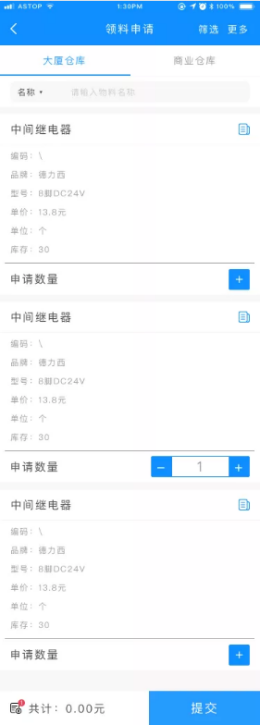 ASTOP 1:30PM 100%
领料申请 筛选 更多
大厦仓库 商业仓库
名称 请输入物料名称
中间继电器
编码：\
品牌：德力西
型号：8脚DC24V
单价：13.8元
单位：个
库存：30
申请数量 +
中间继电器
编码：\
品牌：德力西
型号：8脚DC24V
单价：13.8元
单位：个
库存：30
申请数量 − 1 +
中间继电器
编码：\
品牌：德力西
型号：8脚DC24V
单价：13.8元
单位：个
库存：30
申请数量 +
共计：0.00元 提交